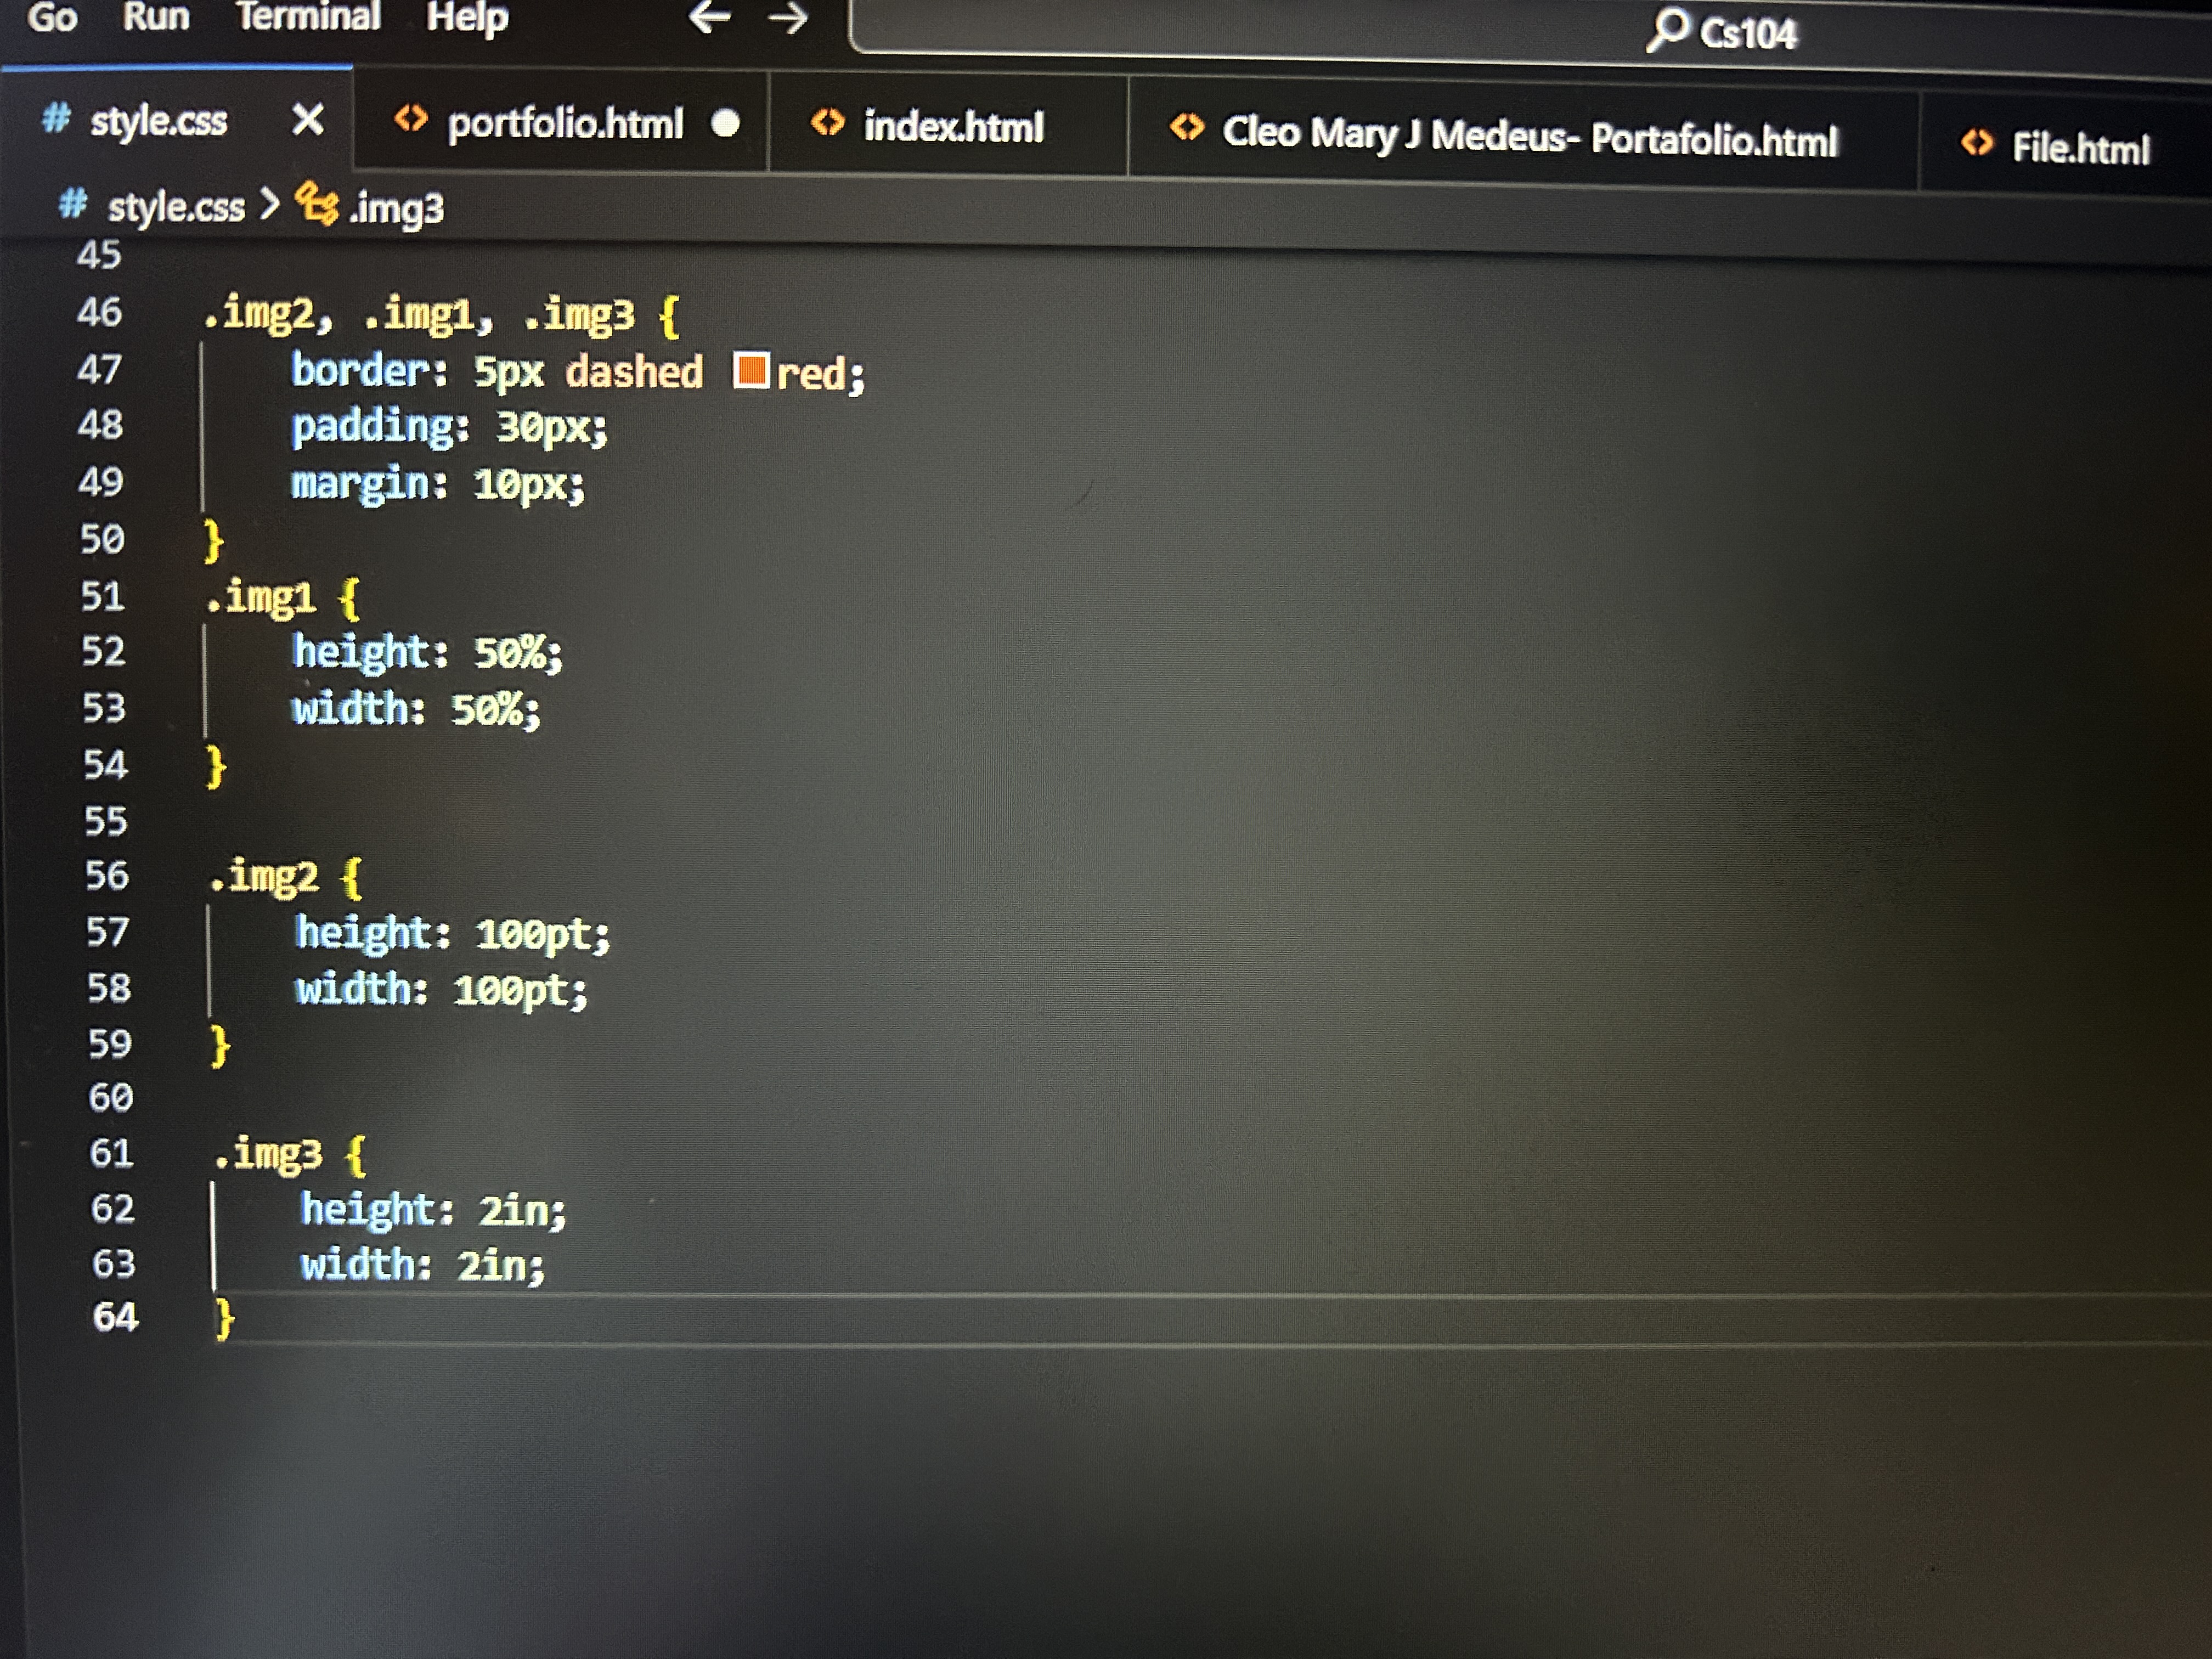 Go Run Terminal Help ← → Cs104
# style.css × <> portfolio.html ● <> index.html <> Cleo Mary J Medeus- Portafolio.html <> File.html
# style.css > .img3
45
46 .img2, .img1, .img3 {
47 border: 5px dashed red;
48 padding: 30px;
49 margin: 10px;
50 }
51 .img1 {
52 height: 50%;
53 width: 50%;
54 }
55
56 .img2 {
57 height: 100pt;
58 width: 100pt;
59 }
60
61 .img3 {
62 height: 2in;
63 width: 2in;
64 }